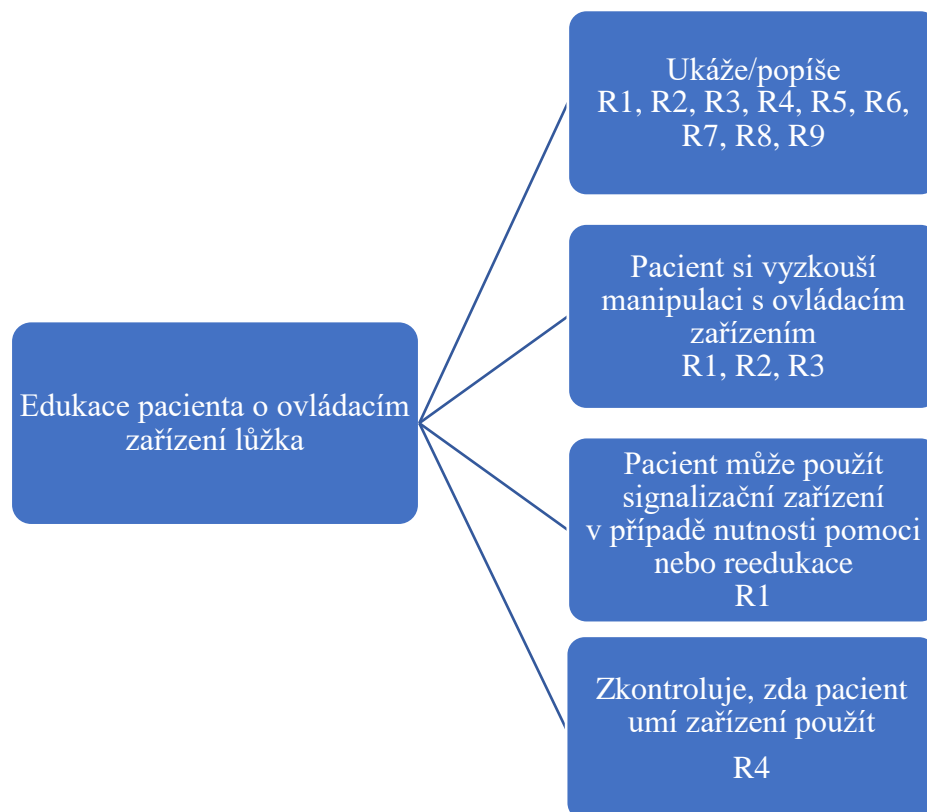 Ukáže/popíše
R1, R2, R3, R4, R5, R6,
R7, R8, R9
Pacient si vyzkouší
manipulaci s ovládacím
zařízením
R1, R2, R3
Edukace pacienta o ovládacím
zařízení lůžka
Pacient může použít
signalizační zařízení
v případě nutnosti pomoci
nebo reedukace
R1
Zkontroluje, zda pacient
umí zařízení použít
R4